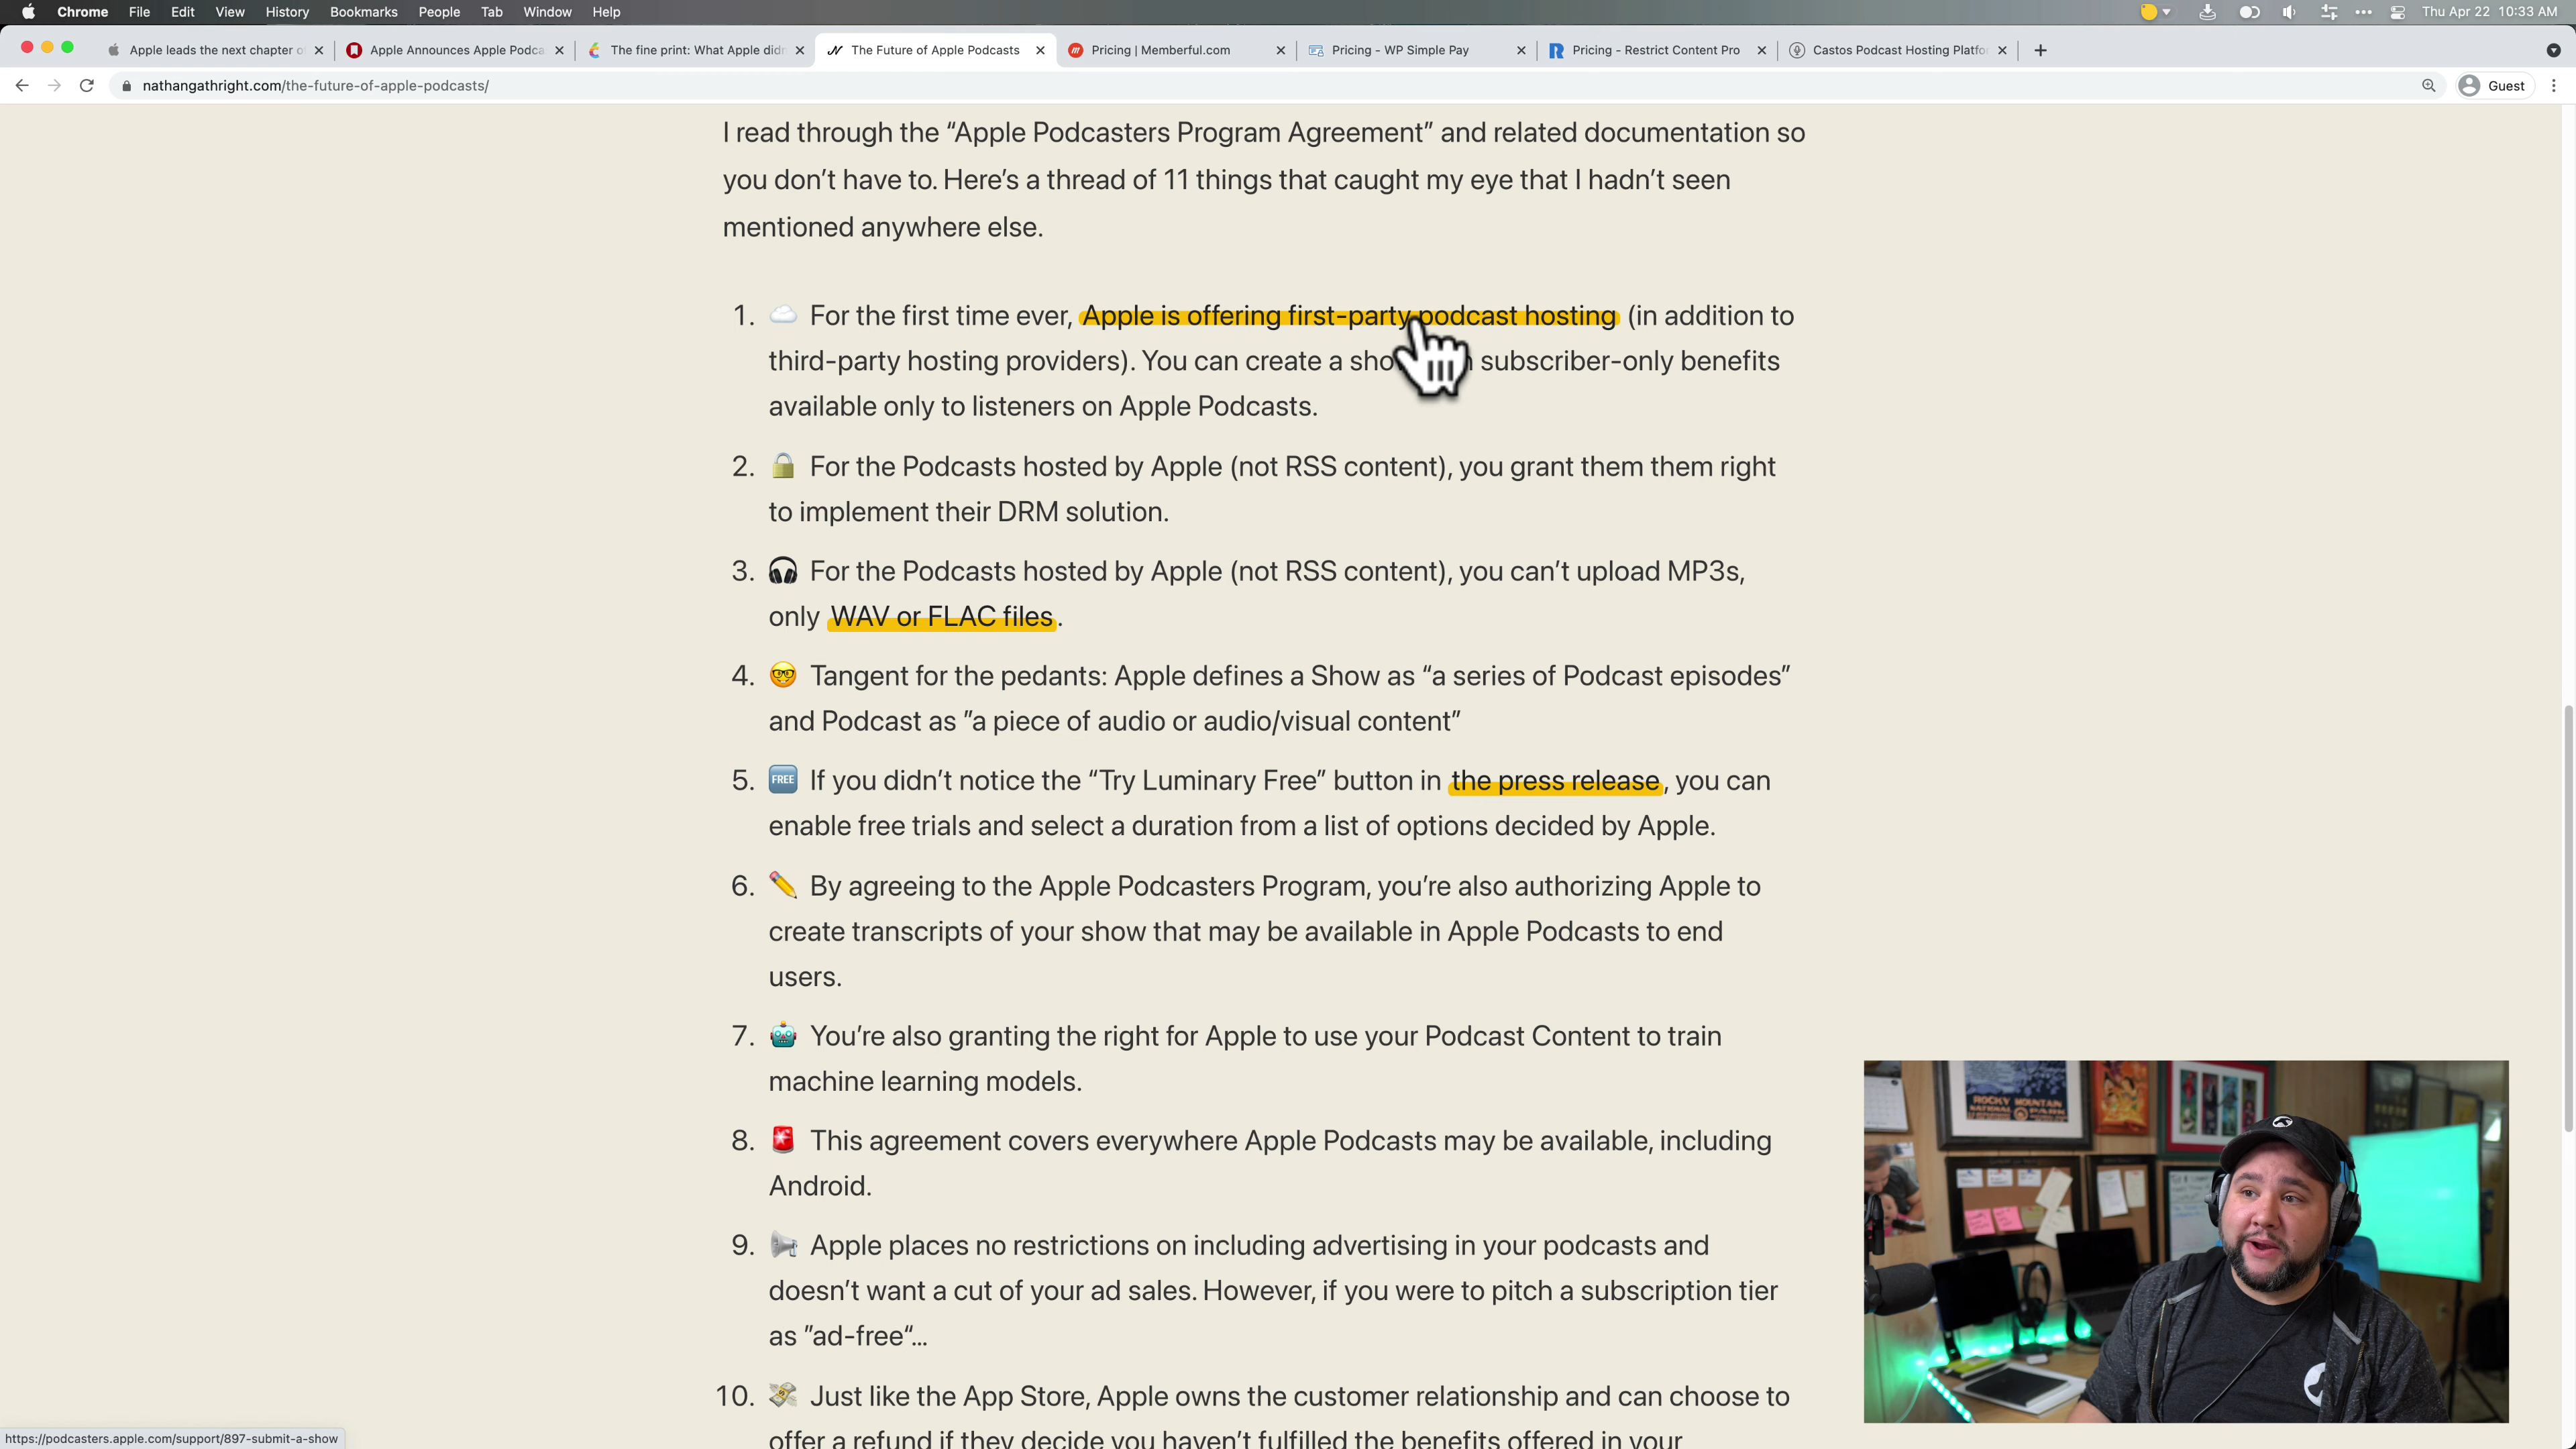 Chrome File Edit View History Bookmarks People Tab Window Help Thu Apr 22 10:33 AM
Apple leads the next chapter o Apple Announces Apple Podca The fine print: What Apple didn The Future of Apple Podcasts Pricing | Memberful.com Pricing - WP Simple Pay Pricing - Restrict Content Pro Castos Podcast Hosting Platfo
nathangathright.com/the-future-of-apple-podcasts/ Guest
I read through the “Apple Podcasters Program Agreement” and related documentation so
you don’t have to. Here’s a thread of 11 things that caught my eye that I hadn’t seen
mentioned anywhere else.
1. ☁️ For the first time ever, Apple is offering first-party podcast hosting (in addition to
third-party hosting providers). You can create a sho subscriber-only benefits
available only to listeners on Apple Podcasts.
2. 🔒 For the Podcasts hosted by Apple (not RSS content), you grant them them right
to implement their DRM solution.
3. 🎧 For the Podcasts hosted by Apple (not RSS content), you can’t upload MP3s,
only WAV or FLAC files.
4. 🤓 Tangent for the pedants: Apple defines a Show as “a series of Podcast episodes”
and Podcast as ”a piece of audio or audio/visual content”
5. 🆓 If you didn’t notice the “Try Luminary Free” button in the press release, you can
enable free trials and select a duration from a list of options decided by Apple.
6. ✏️ By agreeing to the Apple Podcasters Program, you’re also authorizing Apple to
create transcripts of your show that may be available in Apple Podcasts to end
users.
7. 🤖 You’re also granting the right for Apple to use your Podcast Content to train
machine learning models.
8. 🚨 This agreement covers everywhere Apple Podcasts may be available, including
Android.
9. 📢 Apple places no restrictions on including advertising in your podcasts and
doesn’t want a cut of your ad sales. However, if you were to pitch a subscription tier
as ”ad-free“…
10. 💸 Just like the App Store, Apple owns the customer relationship and can choose to
offer a refund if they decide you haven’t fulfilled the benefits offered in your
https://podcasters.apple.com/support/897-submit-a-show
ROCKY MOUNTAIN
NATIONAL PARK